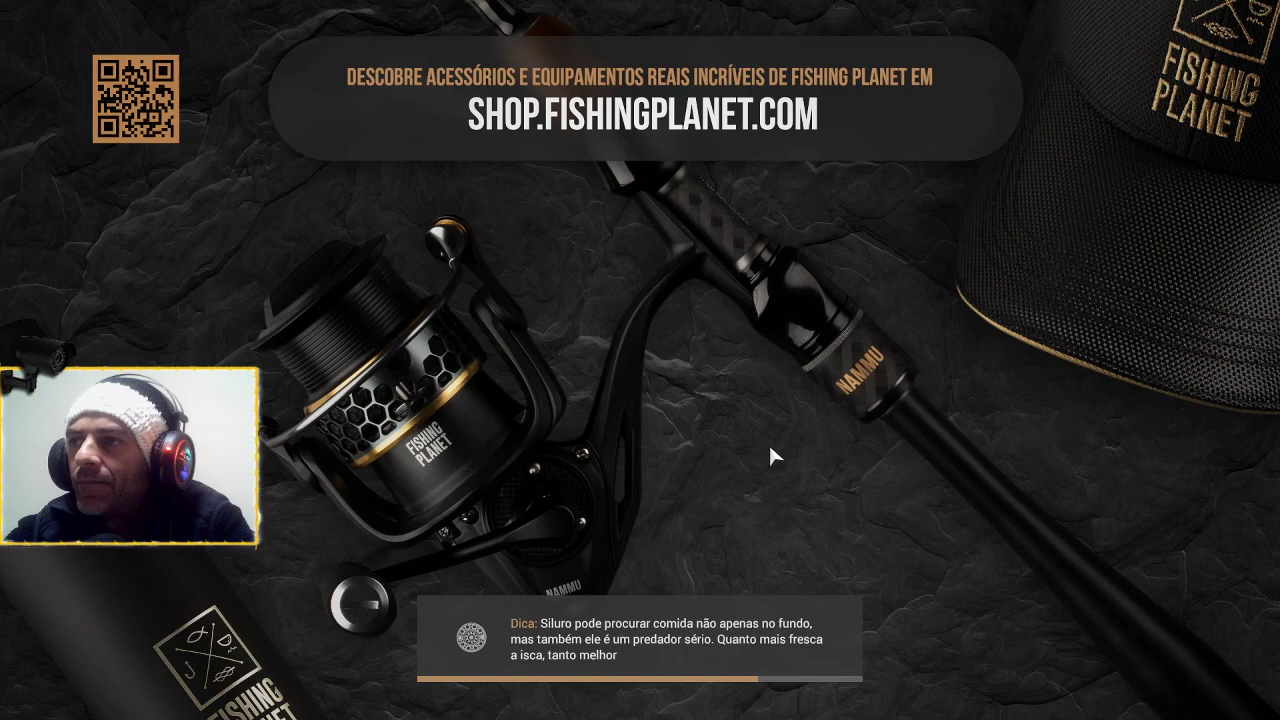 DESCOBRE ACESSÓRIOS E EQUIPAMENTOS REAIS INCRÍVEIS DE FISHING PLANET EM
SHOP.FISHINGPLANET.COM
FISHING
PLANET
NAMMU
FISHING
PLANET
NAMMU
Dica: Siluro pode procurar comida não apenas no fundo,
mas também ele é um predador sério. Quanto mais fresca
a isca, tanto melhor
FISHING
PLANET